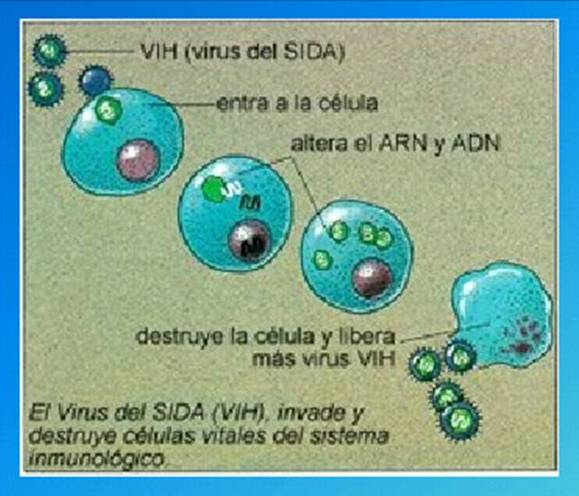 VIH (virus del SIDA)
entra a la célula
altera el ARN y ADN
destruye la célula y libera
más virus VIH
El Virus del SIDA (VIH), invade y
destruye células vitales del sistema
inmunológico.